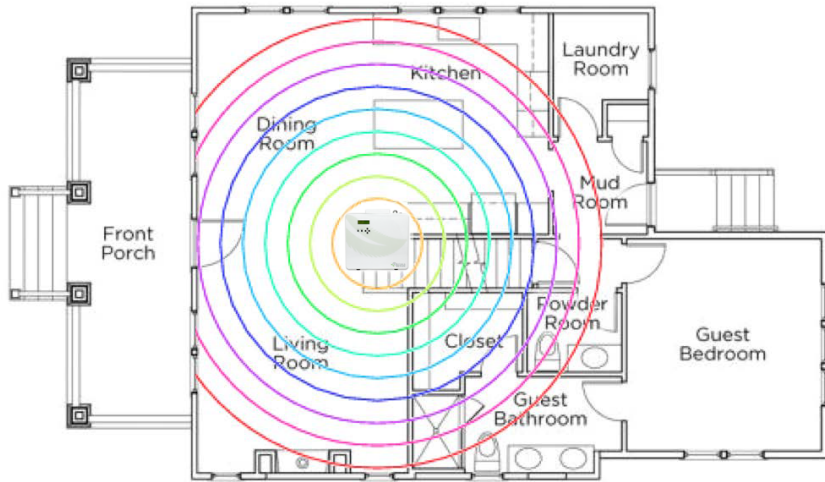 Laundry
Room
Kitchen
Dining
Room
Mud
Room
Front
Porch
Powder
Room
Living
Room
Closet
Guest
Bedroom
Guest
Bathroom